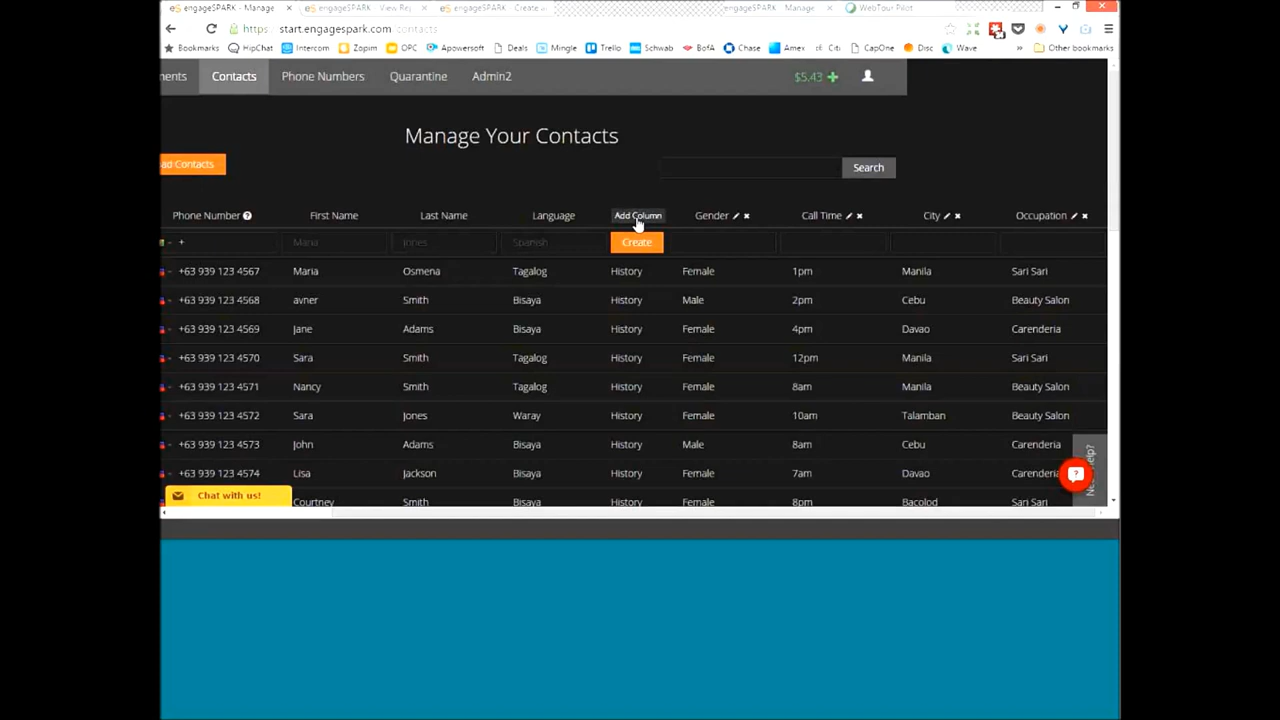 engageSPARK - Manage
engageSPARK View Rep
engageSPARK Create
engageSPARK Manage
WebTour Pilot
https start.engagespark.com contacts
Bookmarks HipChat Intercom Zopim OPC Apowersoft Deals Mingle Trello Schwab BofA Chase Amex Citi CapOne Disc Wave » Other bookmarks
ments Contacts Phone Numbers Quarantine Admin2 $5.43 +
Manage Your Contacts
ad Contacts
Search
Phone Number First Name Last Name Language Add Column Gender Call Time City Occupation
+ Maria Jones Spanish Create
+63 939 123 4567 Maria Osmena Tagalog History Female 1pm Manila Sari Sari
+63 939 123 4568 avner Smith Bisaya History Male 2pm Cebu Beauty Salon
+63 939 123 4569 Jane Adams Bisaya History Female 4pm Davao Carenderia
+63 939 123 4570 Sara Smith Tagalog History Female 12pm Manila Sari Sari
+63 939 123 4571 Nancy Smith Tagalog History Female 8am Manila Beauty Salon
+63 939 123 4572 Sara Jones Waray History Female 10am Talamban Beauty Salon
+63 939 123 4573 John Adams Bisaya History Male 8am Cebu Carenderia
+63 939 123 4574 Lisa Jackson Bisaya History Female 7am Davao Carenderia
Courtney Smith Bisaya History Female 8pm Bacolod Sari Sari
Chat with us!